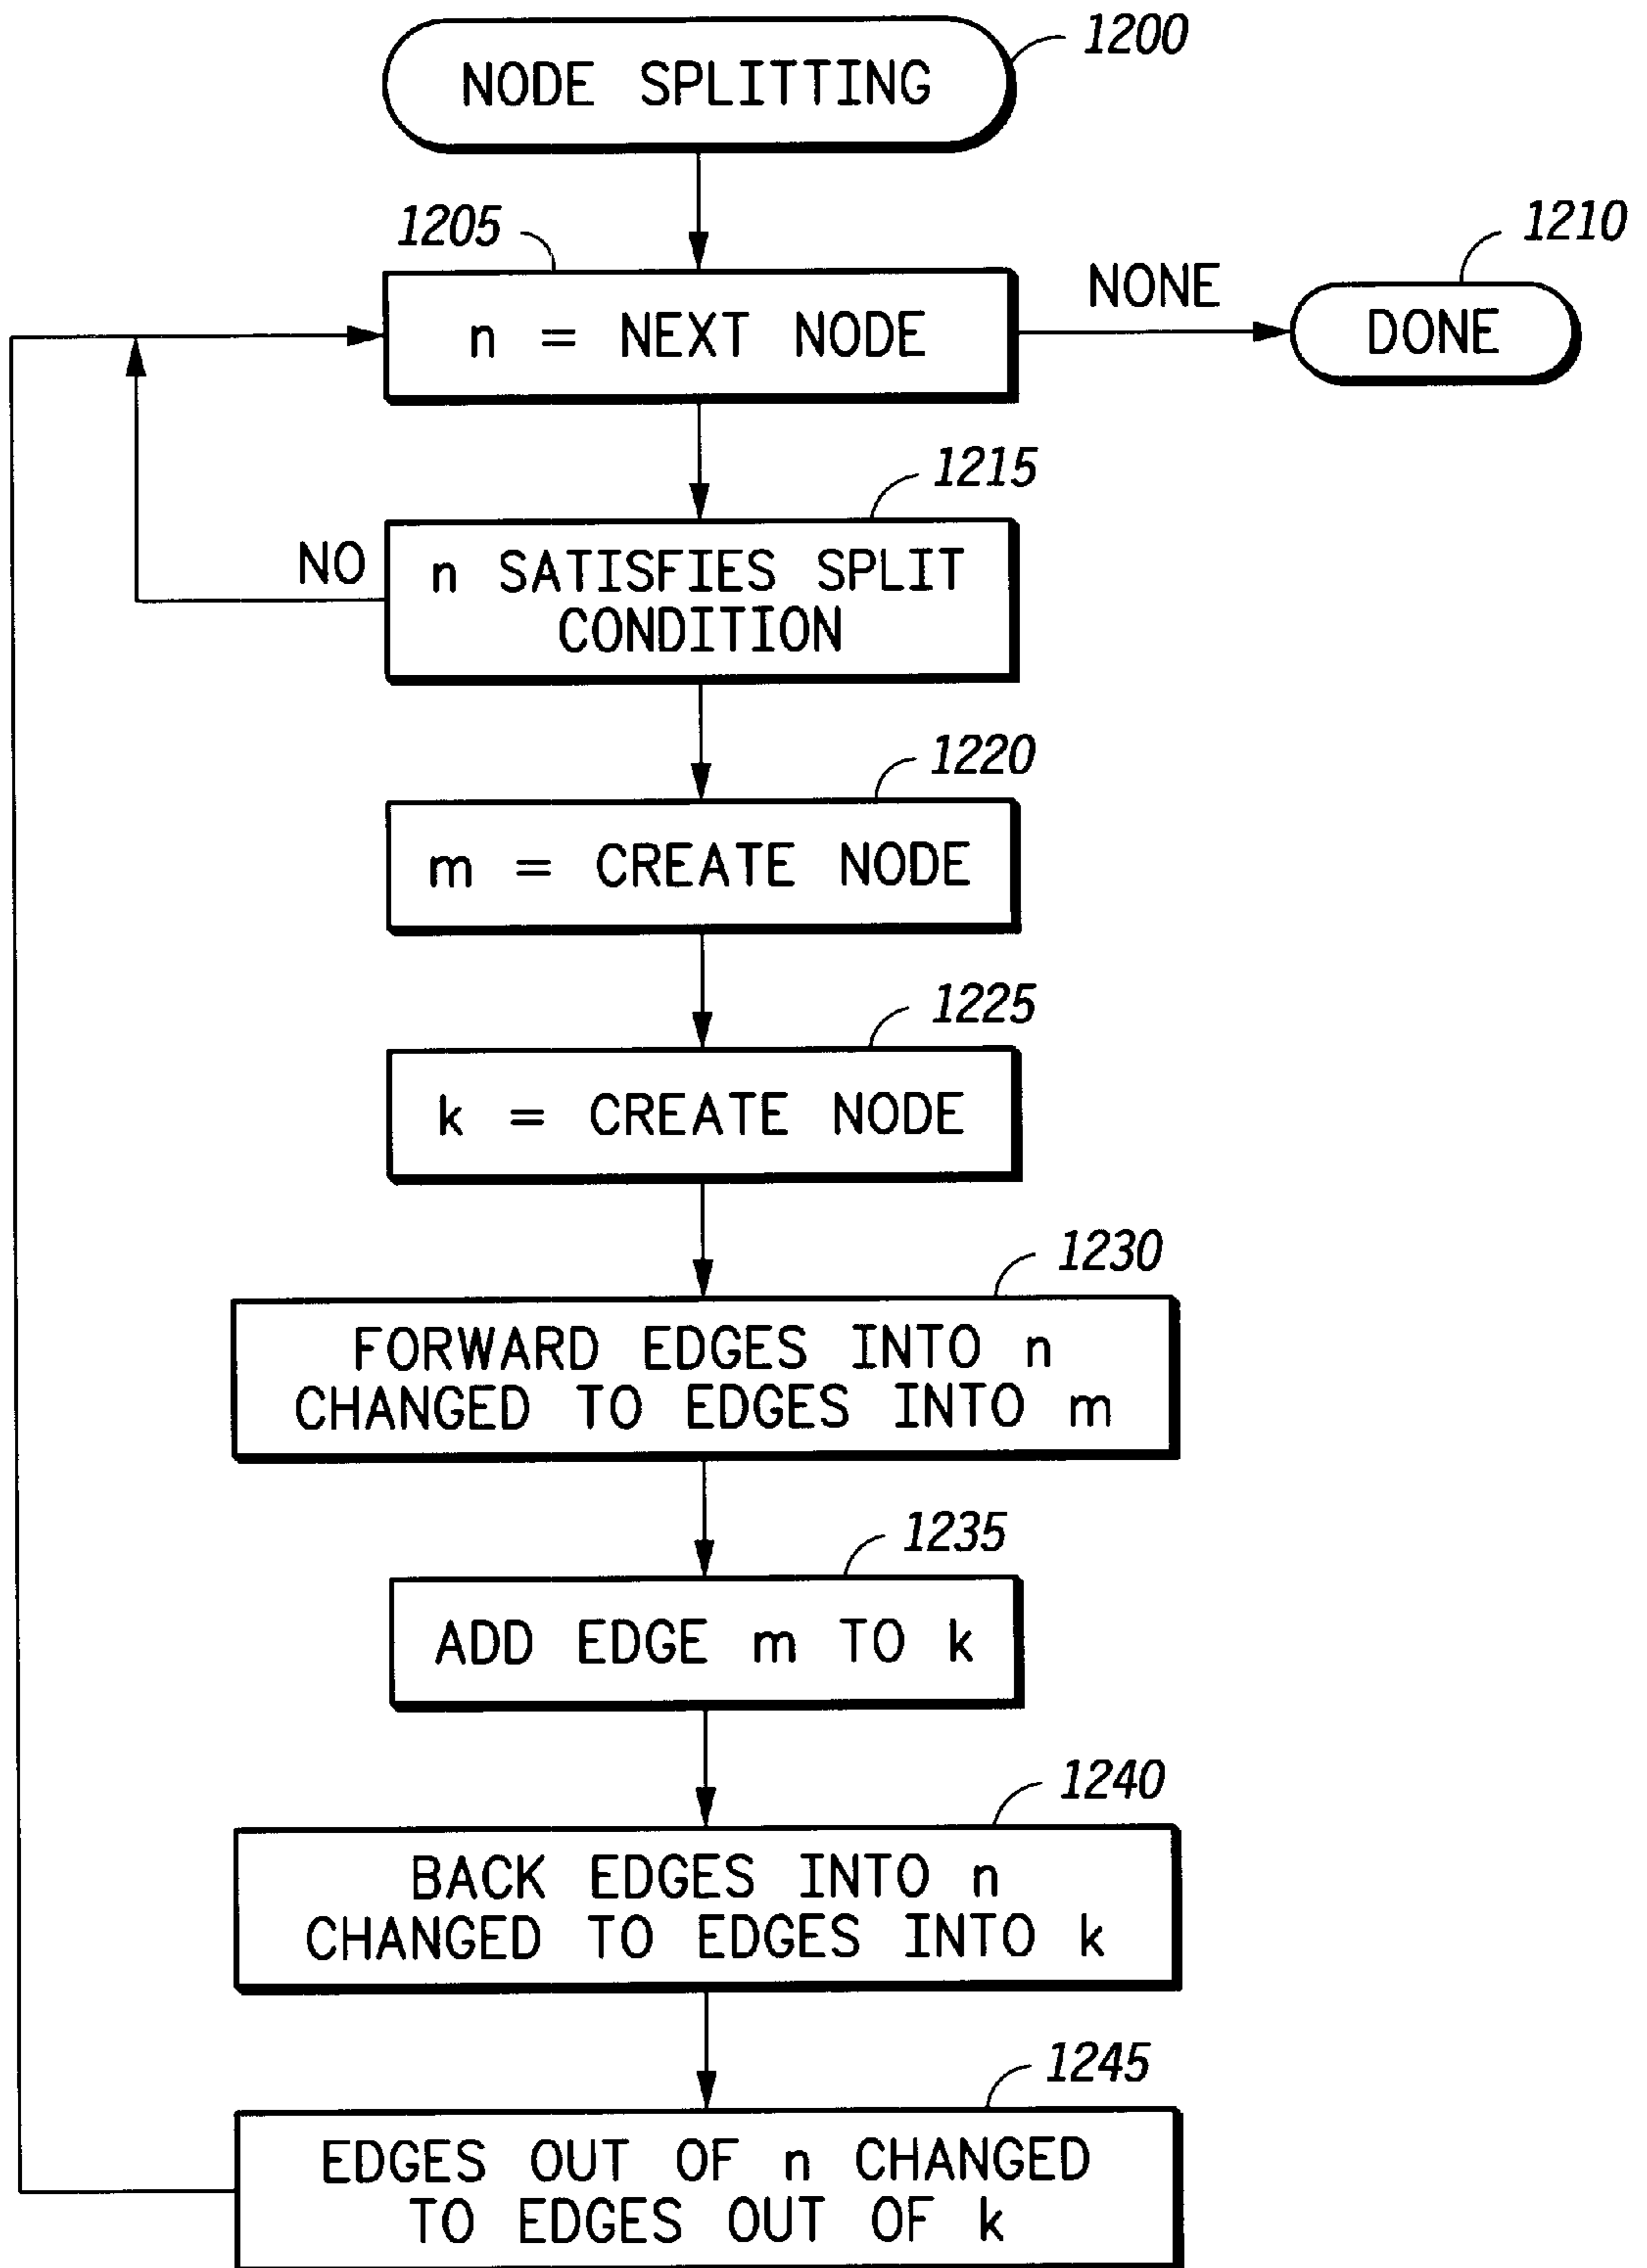 1200
NODE SPLITTING
1205
1210
NONE
n = NEXT NODE
DONE
1215
NO
n SATISFIES SPLIT
CONDITION
1220
m = CREATE NODE
1225
k = CREATE NODE
1230
FORWARD EDGES INTO n
CHANGED TO EDGES INTO m
1235
ADD EDGE m TO k
1240
BACK EDGES INTO n
CHANGED TO EDGES INTO k
1245
EDGES OUT OF n CHANGED
TO EDGES OUT OF k